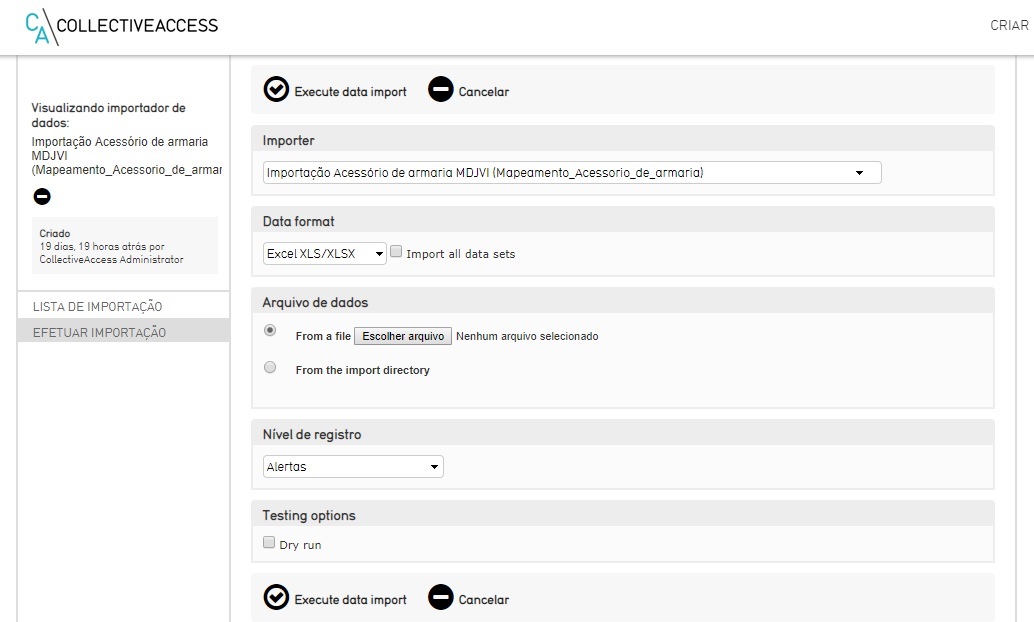 CA COLLECTIVEACCESS
CRIAR
Visualizando importador de
dados:
Importação Acessório de armaria
MDJVI
(Mapeamento_Acessorio_de_armar
Criado
19 dias, 19 horas atrás por
CollectiveAccess Administrator
LISTA DE IMPORTAÇÃO
EFETUAR IMPORTAÇÃO
Execute data import Cancelar
Importer
Importação Acessório de armaria MDJVI (Mapeamento_Acessorio_de_armaria)
Data format
Excel XLS/XLSX Import all data sets
Arquivo de dados
From a file Escolher arquivo Nenhum arquivo selecionado
From the import directory
Nível de registro
Alertas
Testing options
Dry run
Execute data import Cancelar